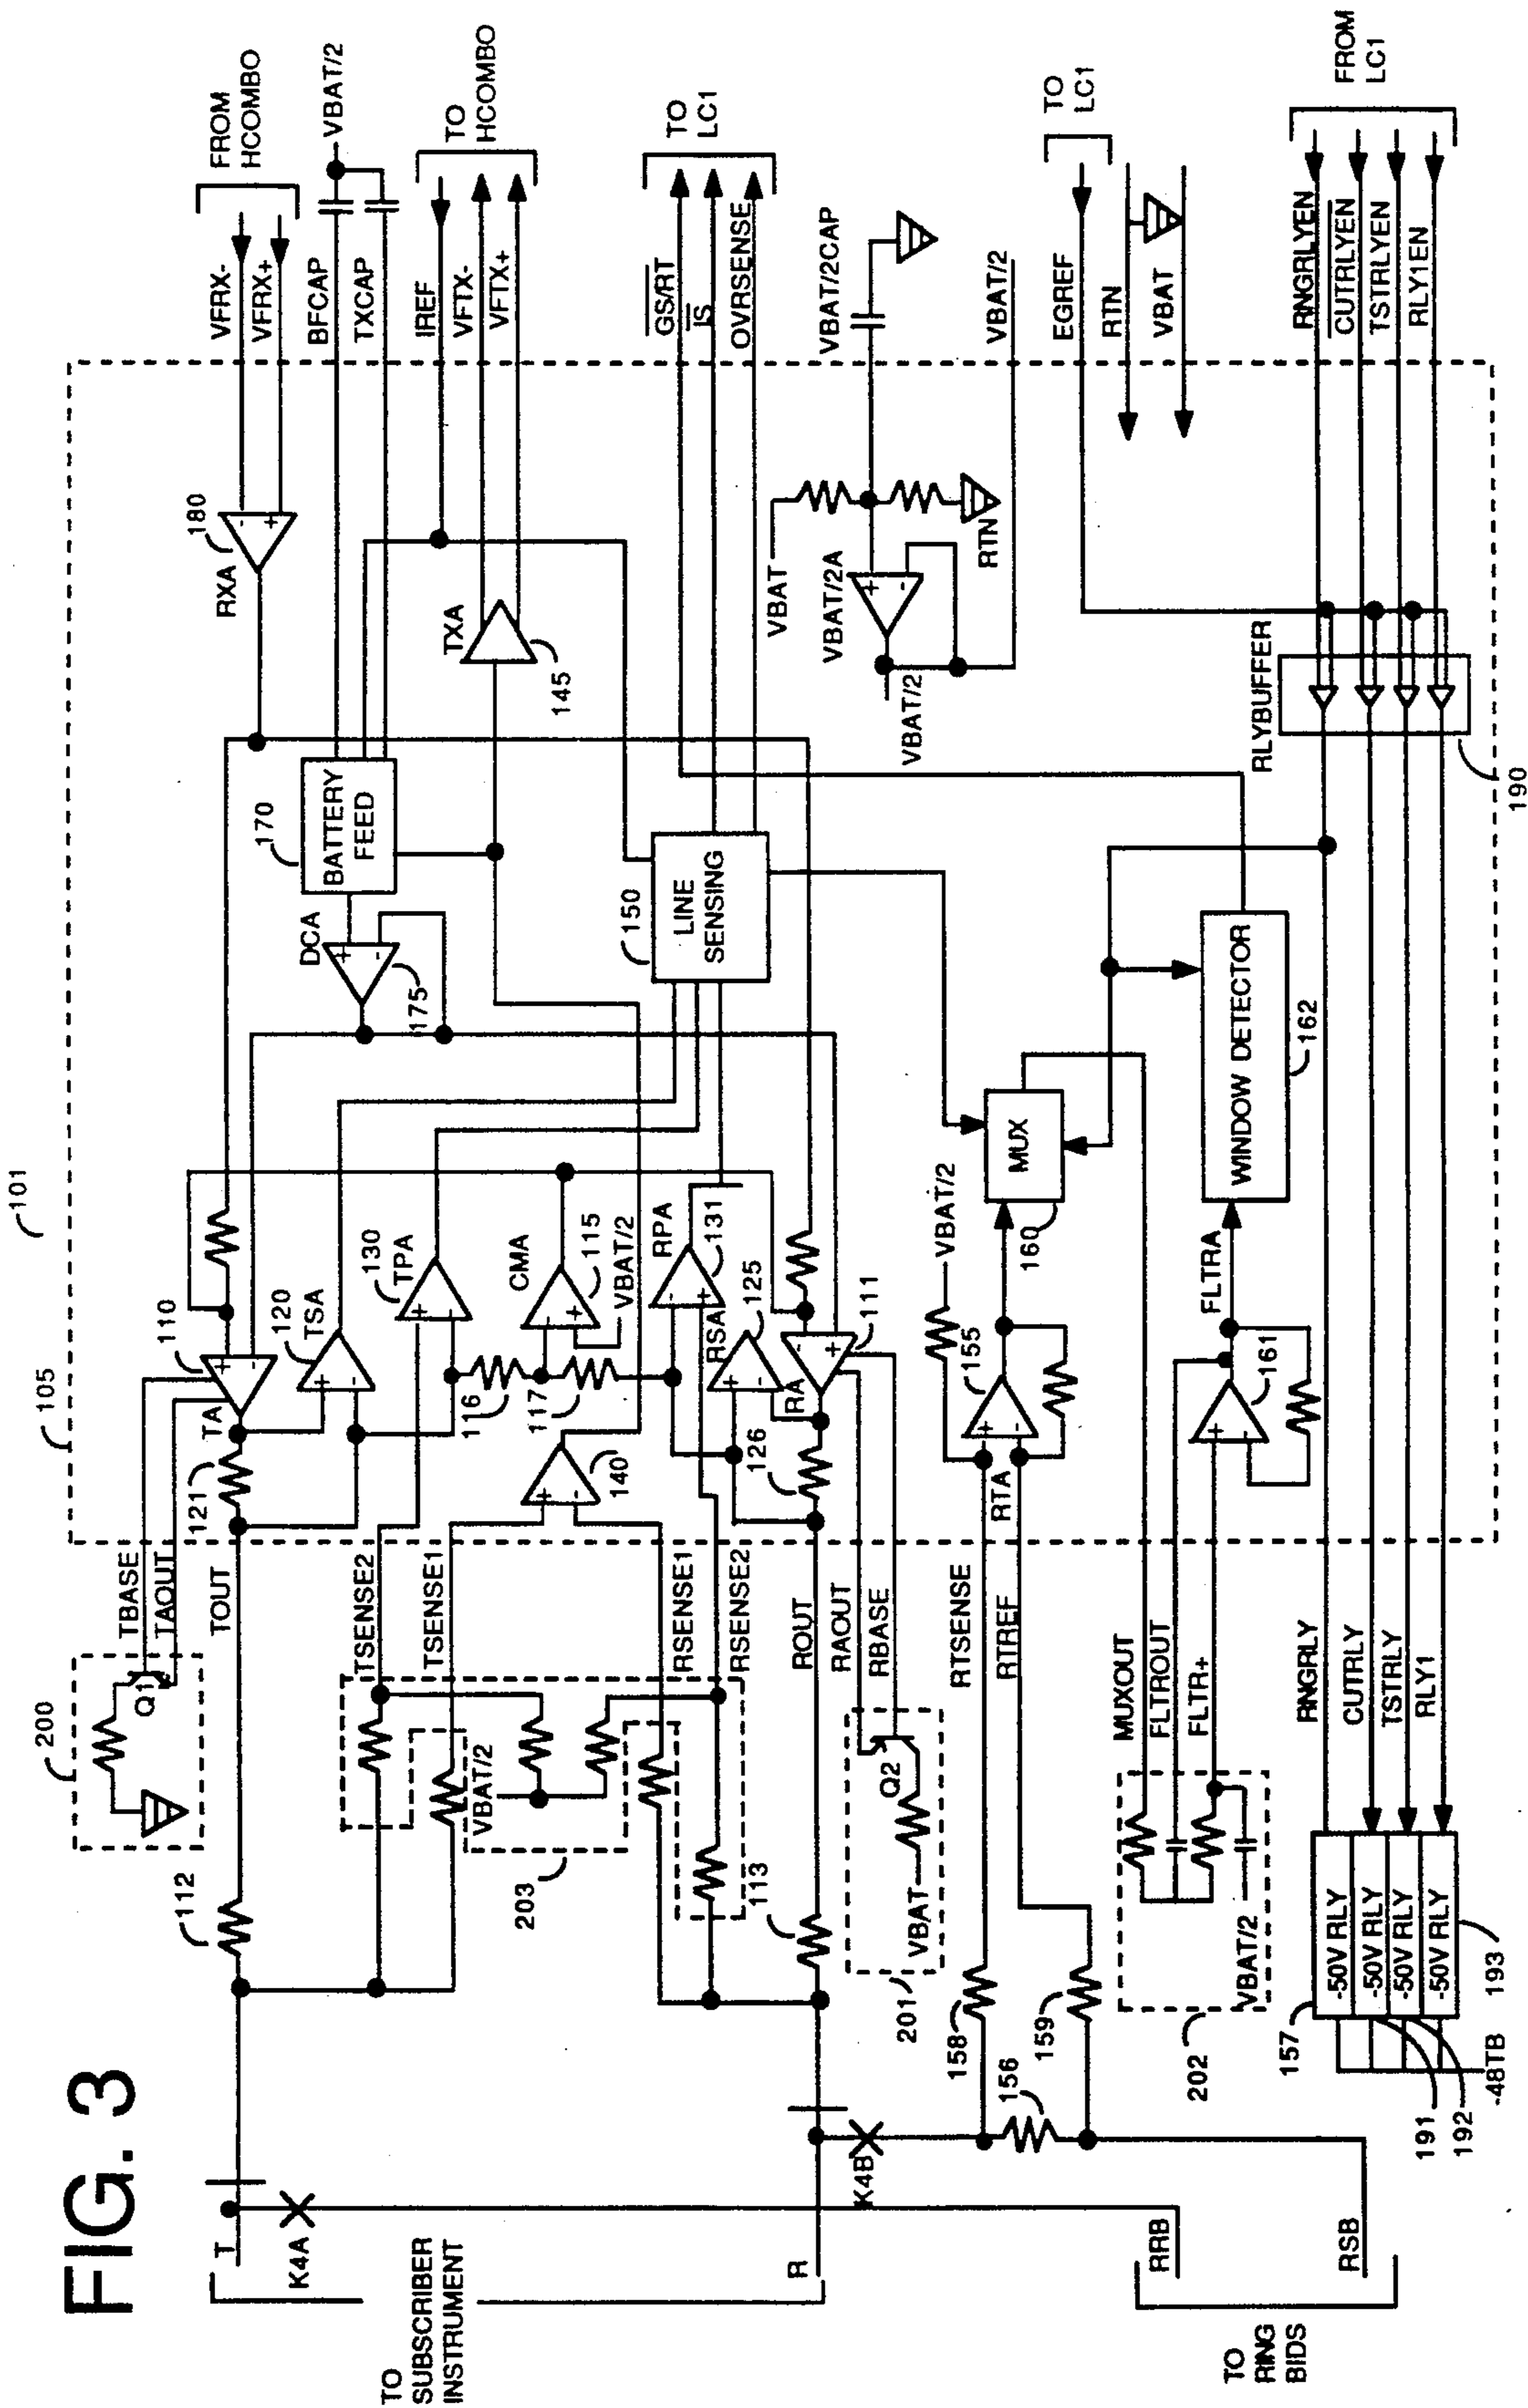 FIG. 3
101
105
TO
SUBSCRIBER
INSTRUMENT
T
K4A
R
K4B
TO
RING
BIDS
RRB
RSB
112
200
Q1
TBASE
TAOUT
TOUT
TSENSE2
TSENSE1
VBAT/2
203
RSENSE1
RSENSE2
113
ROUT
RAOUT
RBASE
Q2
VBAT
201
158
156
159
RTSENSE
RTREF
202
VBAT/2
MUXOUT
FLTROUT
FLTR+
157
-50V RLY
-50V RLY
-50V RLY
-50V RLY
193
191
192
-48TB
RNGRLY
CUTRLY
TSTRLY
RLY1
121
TA
110
+
-
120
TSA
+
-
130
TPA
+
-
116
117
CMA
115
-
+
VBAT/2
RPA
131
-
+
RSA
125
+
-
111
-
+
RA
126
140
+
-
RTA
155
+
-
VBAT/2
160
MUX
161
+
-
FLTRA
WINDOW DETECTOR
162
DCA
+
-
175
170
BATTERY
FEED
150
LINE
SENSING
RXA
180
-
+
TXA
145
VBAT
VBAT/2A
+
-
VBAT/2
RTN
RLYBUFFER
190
FROM
HCOMBO
VFRX-
VFRX+
BFCAP
TXCAP
VBAT/2
TO
HCOMBO
IREF
VFTX-
VFTX+
TO
LC1
GS/RT
IS
OVRSENSE
VBAT/2CAP
VBAT/2
TO
LC1
EGREF
RTN
VBAT
FROM
LC1
RNGRLYEN
CUTRLYEN
TSTRLYEN
RLY1EN